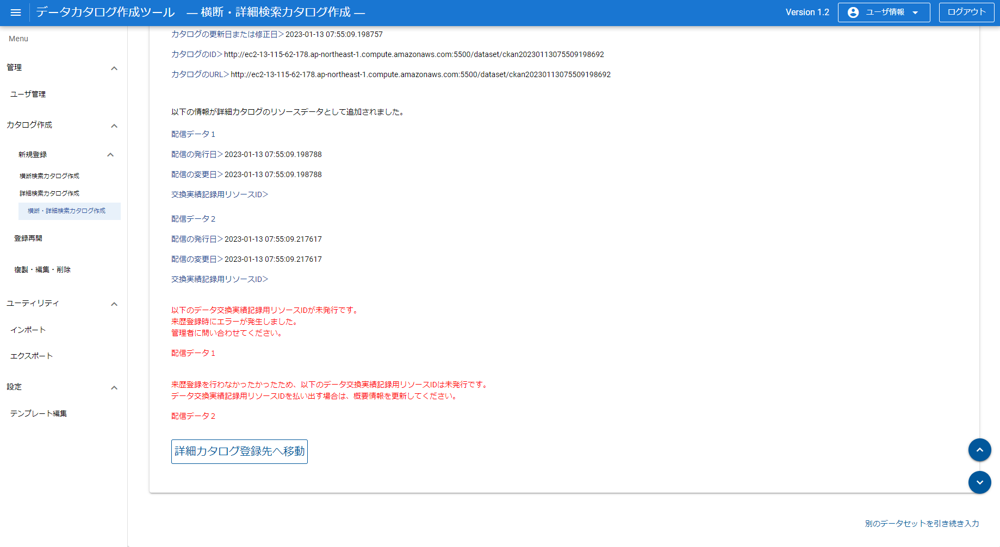 データカタログ作成ツール　― 横断・詳細検索カタログ作成 ―
Version 1.2
ユーザ情報
ログアウト
Menu
管理
ユーザ管理
カタログ作成
新規登録
横断検索カタログ作成
詳細検索カタログ作成
横断・詳細検索カタログ作成
登録再開
複製・編集・削除
ユーティリティ
インポート
エクスポート
設定
テンプレート編集
カタログの更新日または修正日＞2023-01-13 07:55:09.198757
カタログのID＞http://ec2-13-115-62-178.ap-northeast-1.compute.amazonaws.com:5500/dataset/ckan20230113075509198692
カタログのURL＞http://ec2-13-115-62-178.ap-northeast-1.compute.amazonaws.com:5500/dataset/ckan20230113075509198692
以下の情報が詳細カタログのリソースデータとして追加されました。
配信データ 1
配信の発行日＞2023-01-13 07:55:09.198788
配信の変更日＞2023-01-13 07:55:09.198788
交換実績記録用リソースID＞
配信データ 2
配信の発行日＞2023-01-13 07:55:09.217617
配信の変更日＞2023-01-13 07:55:09.217617
交換実績記録用リソースID＞
以下のデータ交換実績記録用リソースIDが未発行です。
来歴登録時にエラーが発生しました。
管理者に問い合わせてください。
配信データ 1
来歴登録を行わなかったかったため、以下のデータ交換実績記録用リソースIDは未発行です。
データ交換実績記録用リソースIDを払い出す場合は、概要情報を更新してください。
配信データ 2
詳細カタログ登録先へ移動
別のデータセットを引き続き入力